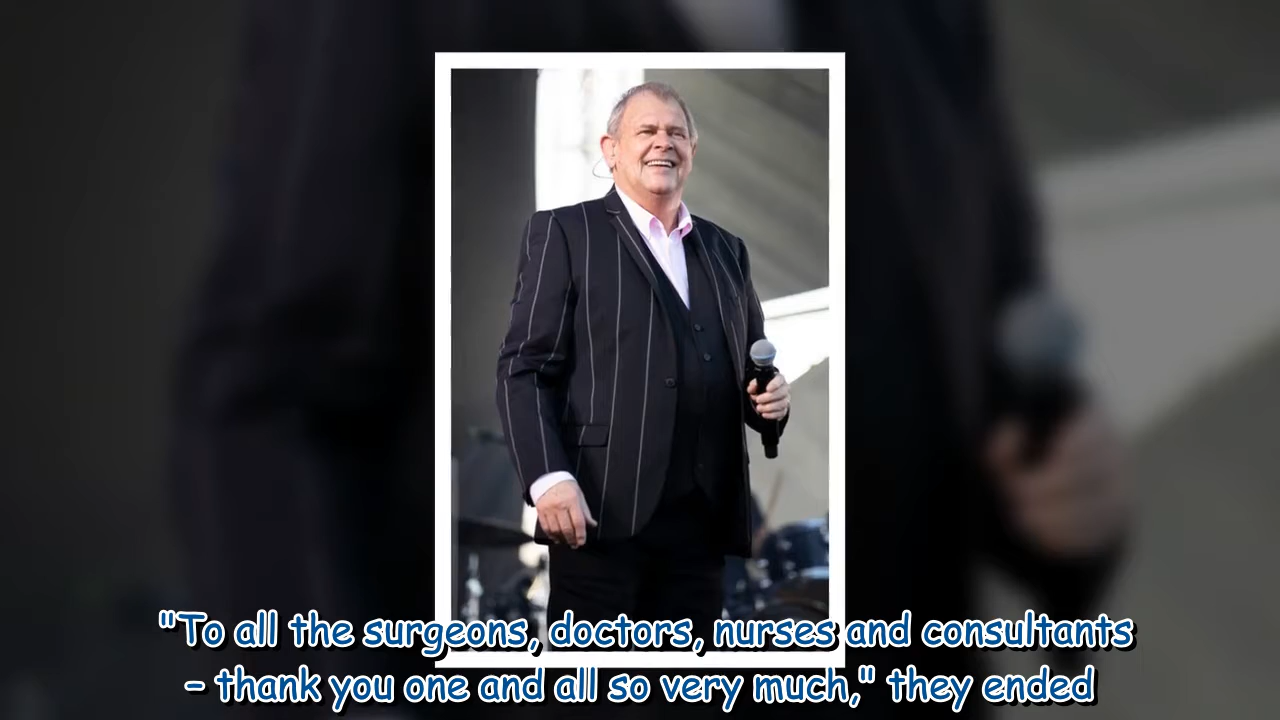 "To all the surgeons, doctors, nurses and consultants
– thank you one and all so very much," they ended